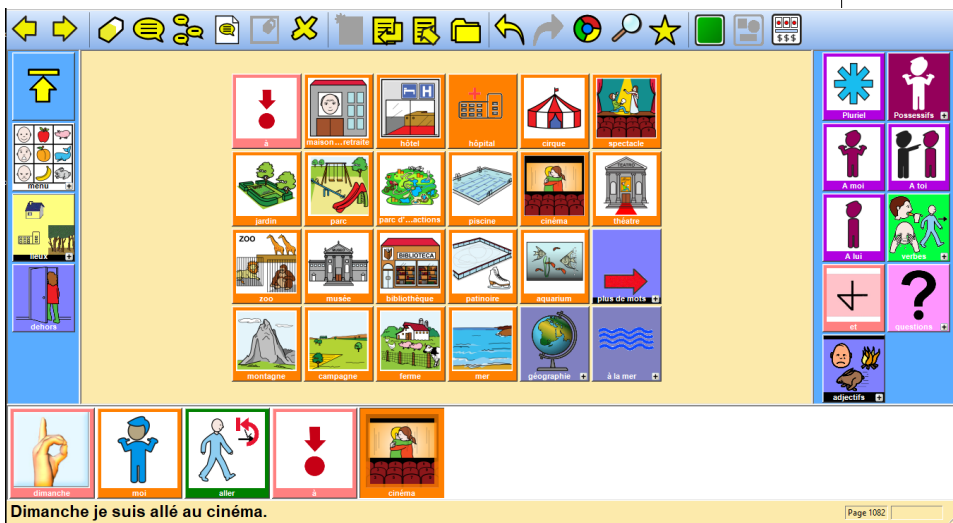 $$$
menu
lieux
dehors
à
maison...retraite
H
hôtel
hôpital
cirque
spectacle
jardin
parc
parc d'...actions
piscine
cinéma
TEATRO
théatre
ZOO
zoo
musée
BIBLIOTECA
bibliothèque
patinoire
aquarium
plus de mots
montagne
campagne
ferme
mer
géographie
à la mer
Pluriel
Possessifs
A moi
A toi
A lui
verbes
et
?
questions
adjectifs
dimanche
moi
aller
à
cinéma
Dimanche je suis allé au cinéma.
Page 1082